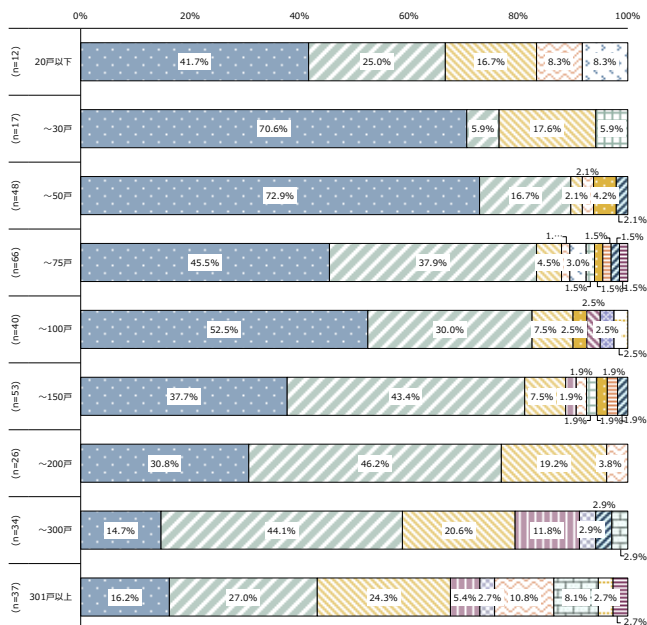 0% 20% 40% 60% 80% 100%
20戸以下
(n=12)
41.7% 25.0% 16.7% 8.3% 8.3%
～30戸
(n=17)
70.6% 5.9% 17.6% 5.9%
～50戸
(n=48)
2.1%
72.9% 16.7% 2.1% 4.2%
2.1%
～75戸
(n=66)
1.… 1.5% 1.5%
45.5% 37.9% 4.5% 3.0%
1.5% 1.5% 1.5%
～100戸
(n=40)
2.5%
52.5% 30.0% 7.5% 2.5% 2.5%
2.5%
～150戸
(n=53)
1.9% 1.9%
37.7% 43.4% 7.5% 1.9%
1.9% 1.9% 1.9%
～200戸
(n=26)
30.8% 46.2% 19.2% 3.8%
～300戸
(n=34)
2.9%
14.7% 44.1% 20.6% 11.8% 2.9%
2.9%
301戸以上
(n=37)
16.2% 27.0% 24.3% 5.4% 2.7% 10.8% 8.1% 2.7%
2.7%